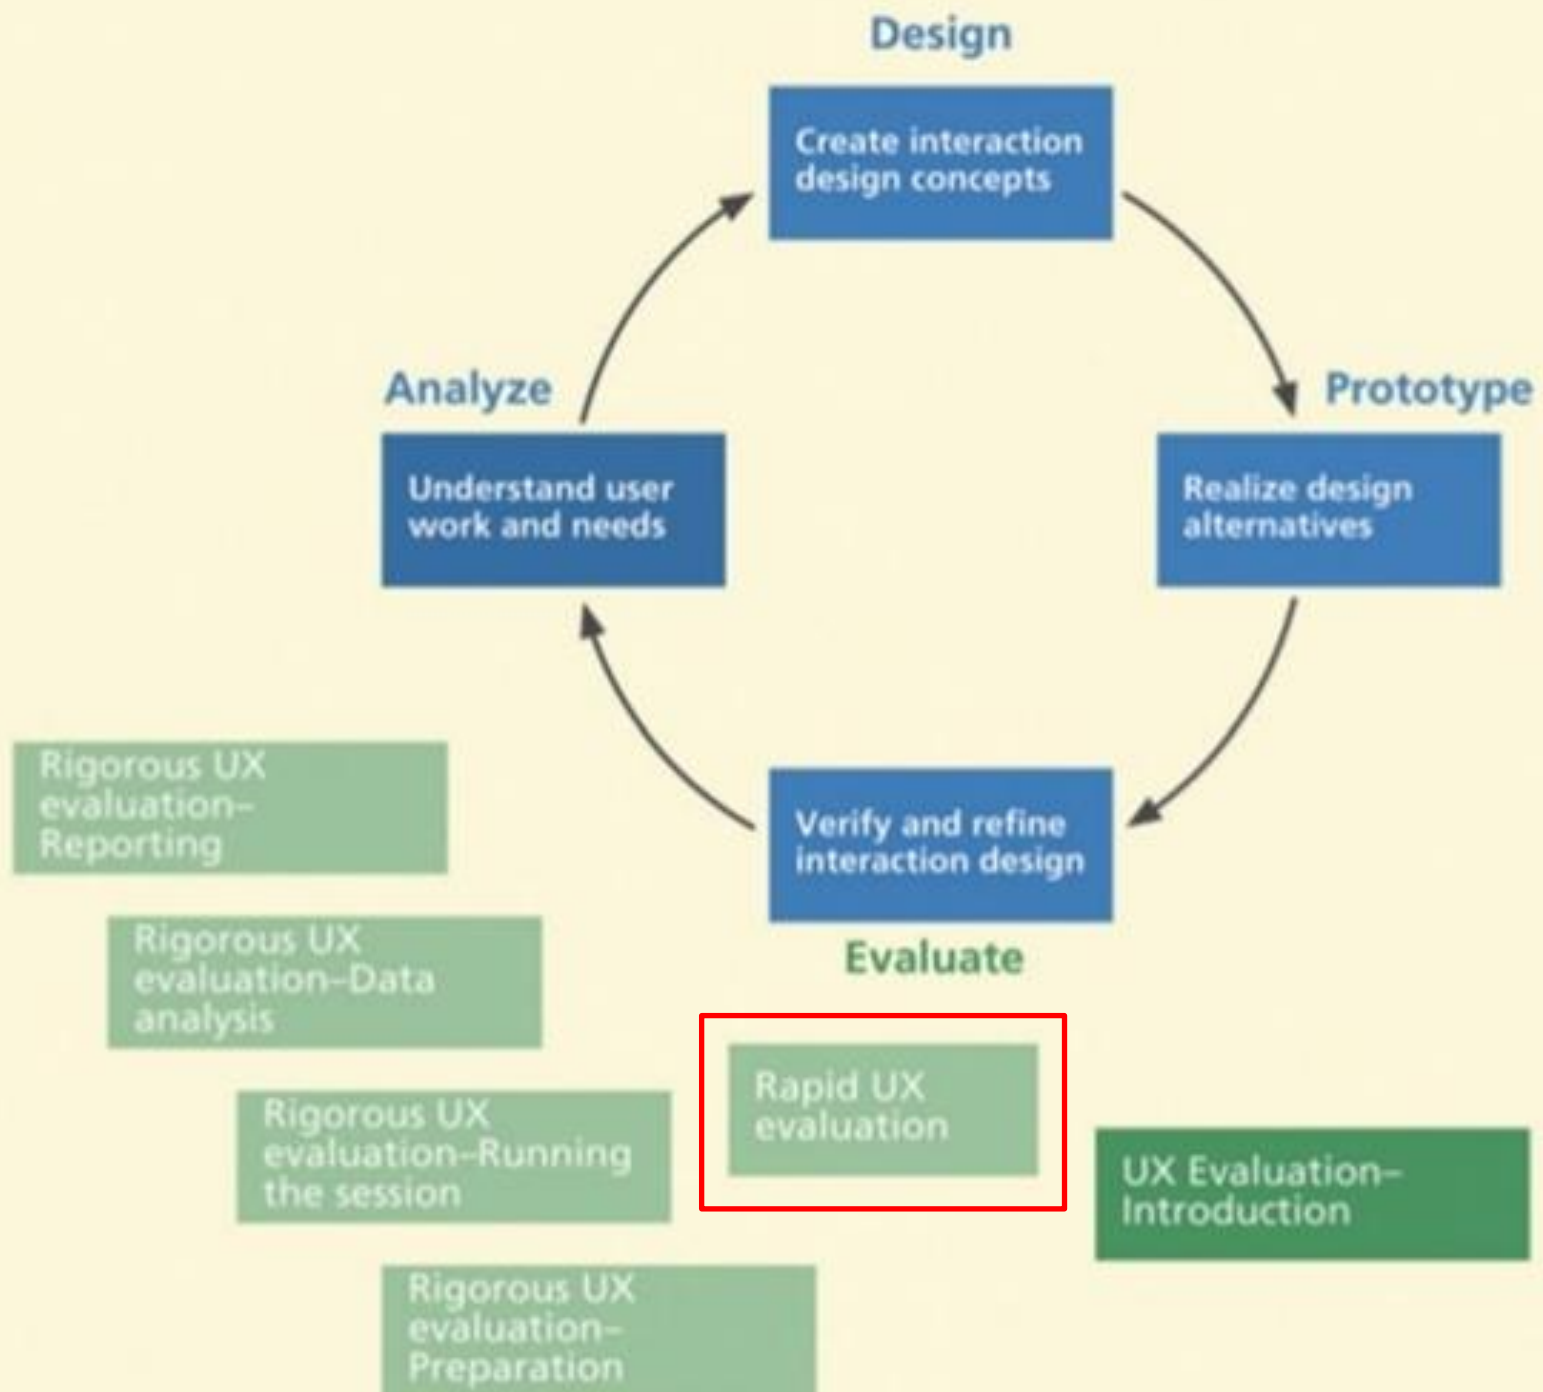 Design
Create interaction
design concepts
Analyze
Prototype
Understand user
work and needs
Realize design
alternatives
Rigorous UX
evaluation–
Reporting
Verify and refine
interaction design
Evaluate
Rigorous UX
evaluation–Data
analysis
Rapid UX
evaluation
Rigorous UX
evaluation–Running
the session
UX Evaluation–
Introduction
Rigorous UX
evaluation–
Preparation